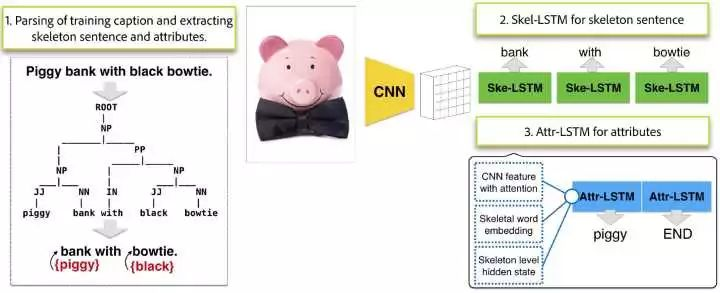 1. Parsing of training caption and extracting
skeleton sentence and attributes.
Piggy bank with black bowtie.
ROOT
NP
PP
NP NP
JJ NN IN JJ NN
piggy bank with black bowtie
bank with bowtie.
{piggy} {black}
CNN
2. Skel-LSTM for skeleton sentence
bank with bowtie
Ske-LSTM Ske-LSTM Ske-LSTM
3. Attr-LSTM for attributes
CNN feature
with attention
Skeletal word
embedding
Skeleton level
hidden state
Attr-LSTM Attr-LSTM
piggy END